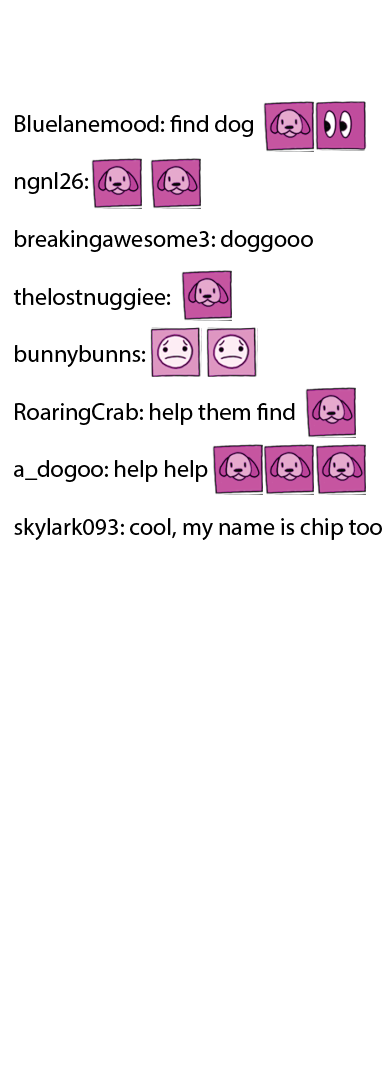 Bluelanemood: find dog
ngnl26:
breakingawesome3: doggooo
thelostnuggiee:
bunnybunns:
RoaringCrab: help them find
a_dogoo: help help
skylark093: cool, my name is chip too